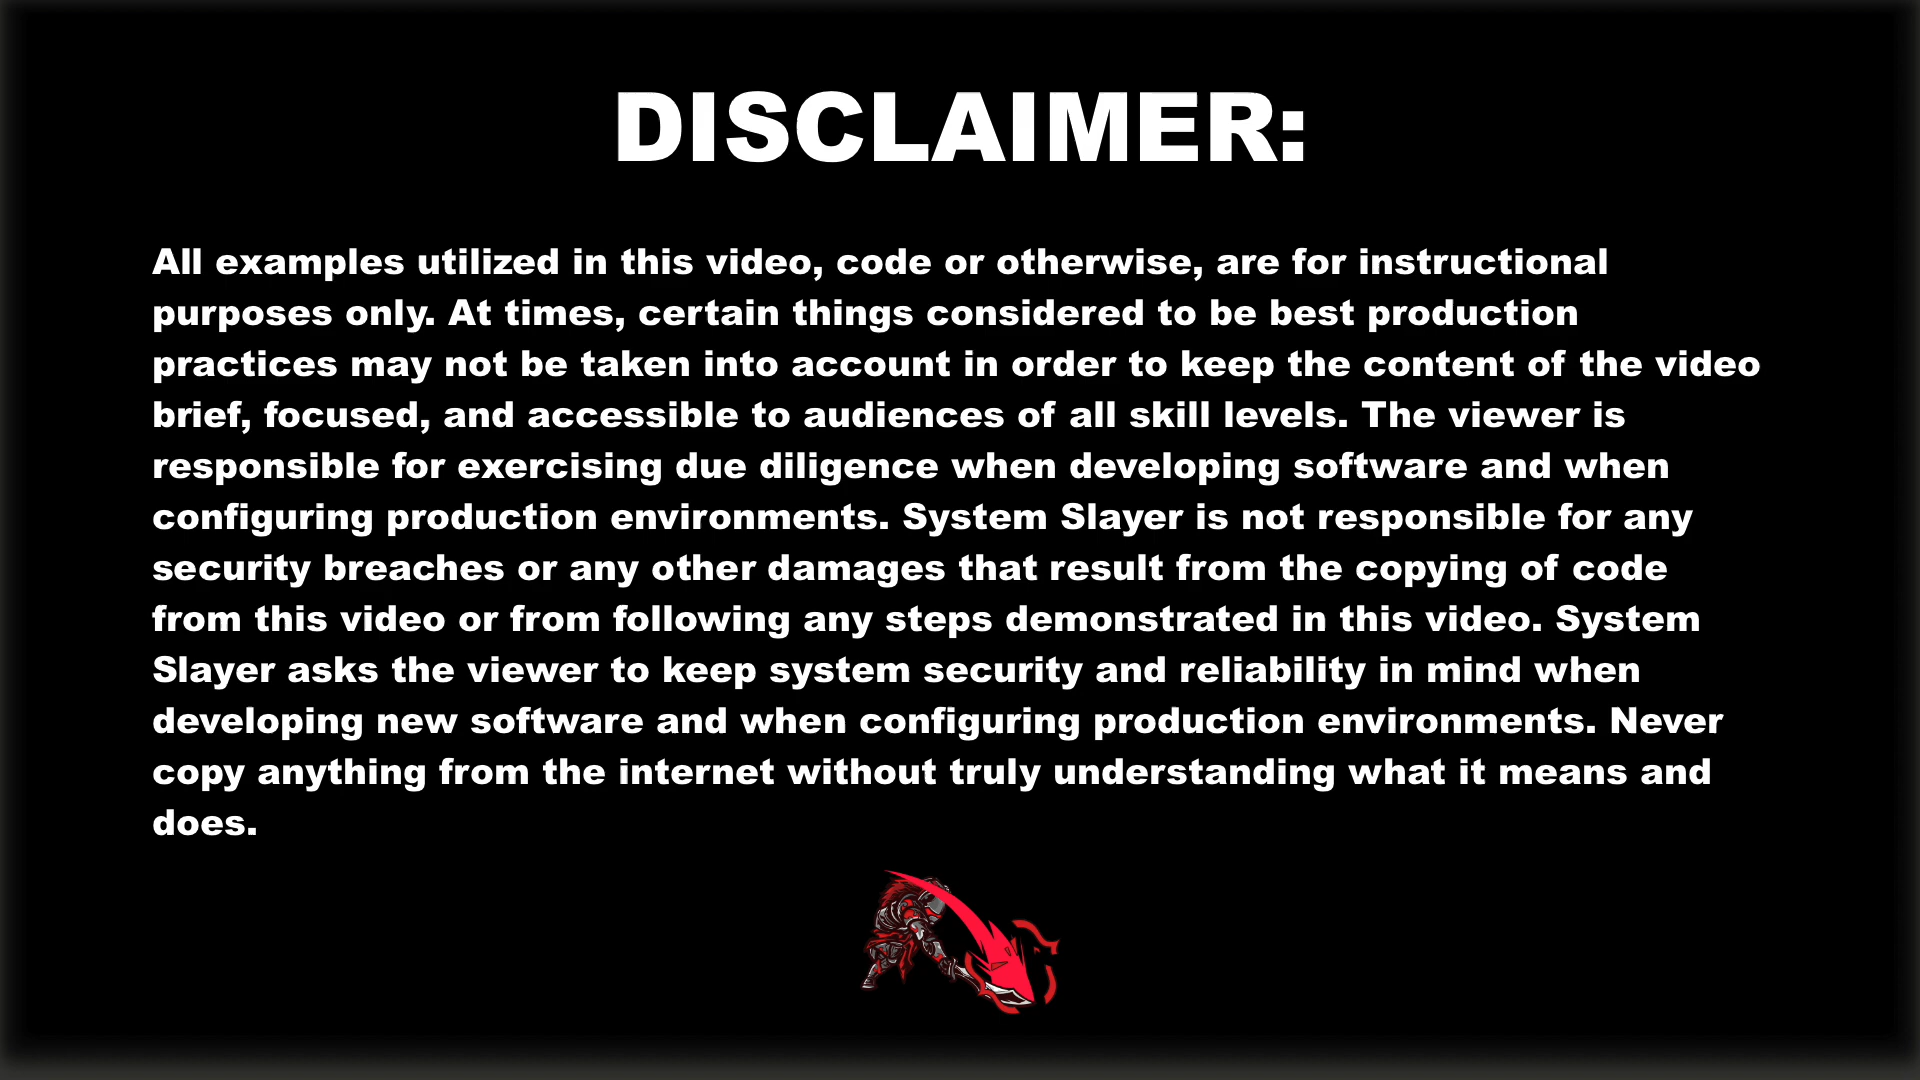 DISCLAIMER:
All examples utilized in this video, code or otherwise, are for instructional
purposes only. At times, certain things considered to be best production
practices may not be taken into account in order to keep the content of the video
brief, focused, and accessible to audiences of all skill levels. The viewer is
responsible for exercising due diligence when developing software and when
configuring production environments. System Slayer is not responsible for any
security breaches or any other damages that result from the copying of code
from this video or from following any steps demonstrated in this video. System
Slayer asks the viewer to keep system security and reliability in mind when
developing new software and when configuring production environments. Never
copy anything from the internet without truly understanding what it means and
does.